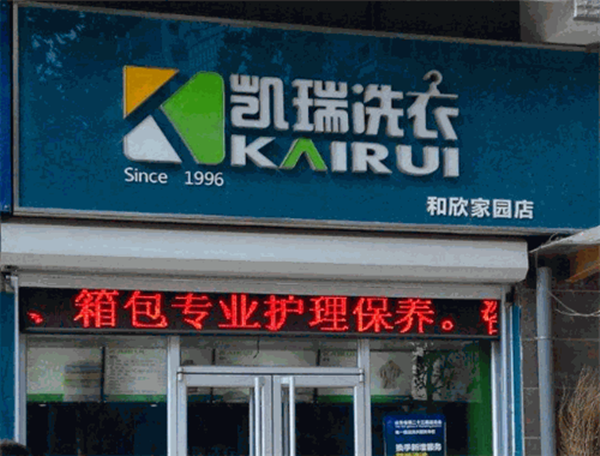 凯瑞洗衣
KAIRUI
Since 1996
和欣家园店
、箱包专业护理保养。